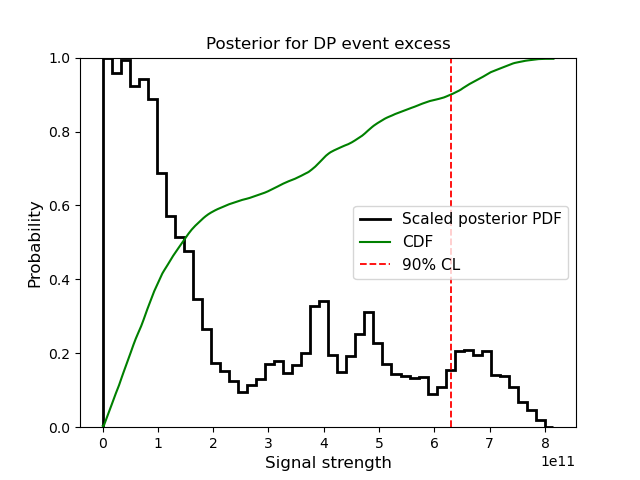 Posterior for DP event excess
1.0
0.8
0.6
0.4
0.2
0.0
Probability
Scaled posterior PDF
CDF
90% CL
0 1 2 3 4 5 6 7 8
1e11
Signal strength